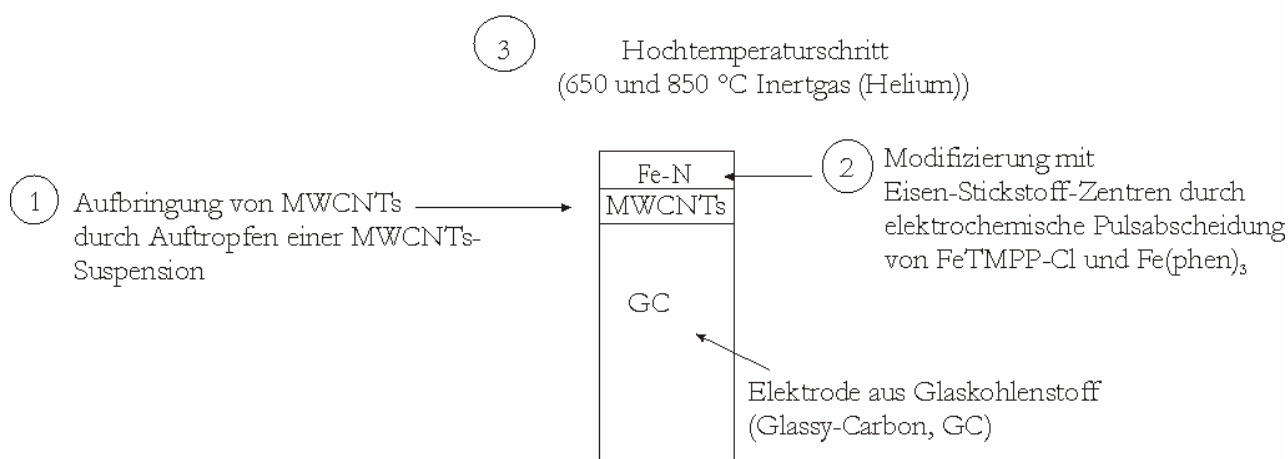 3
Hochtemperaturschritt
(650 und 850 °C Inertgas (Helium))
1
Aufbringung von MWCNTs
durch Auftropfen einer MWCNTs-
Suspension
Fe-N
MWCNTs
GC
2
Modifizierung mit
Eisen-Stickstoff-Zentren durch
elektrochemische Pulsabscheidung
von FeTMPP-Cl und Fe(phen)₃
Elektrode aus Glaskohlenstoff
(Glassy-Carbon, GC)